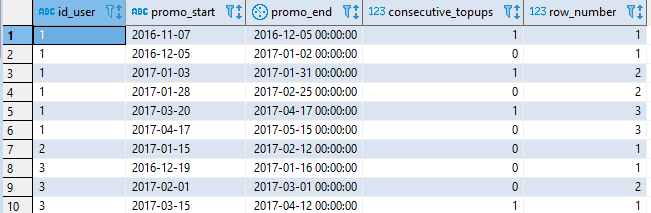 ABC id_user ABC promo_start promo_end 123 consecutive_topups 123 row_number
1 1 2016-11-07 2016-12-05 00:00:00 1 1
2 1 2016-12-05 2017-01-02 00:00:00 0 1
3 1 2017-01-03 2017-01-31 00:00:00 1 2
4 1 2017-01-28 2017-02-25 00:00:00 0 2
5 1 2017-03-20 2017-04-17 00:00:00 1 3
6 1 2017-04-17 2017-05-15 00:00:00 0 3
7 2 2017-01-15 2017-02-12 00:00:00 0 1
8 3 2016-12-19 2017-01-16 00:00:00 0 1
9 3 2017-02-01 2017-03-01 00:00:00 0 2
10 3 2017-03-15 2017-04-12 00:00:00 1 1